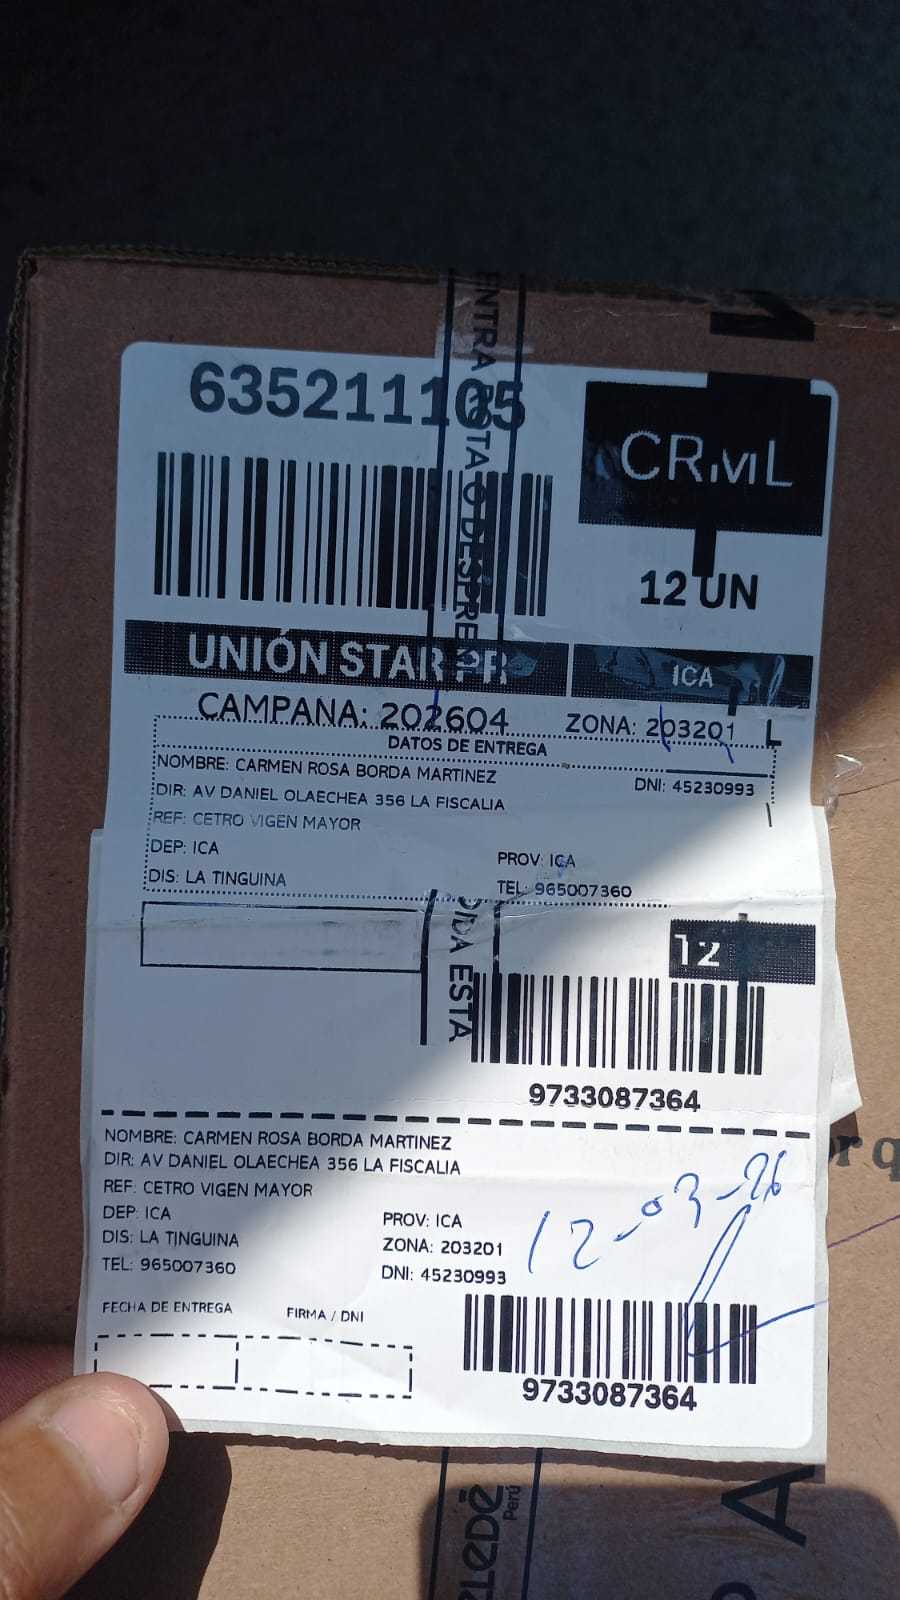 635211105
12 UN
UNIÓN STAR PR
ICA
CAMPANA: 202604 ZONA: 203201 L
DATOS DE ENTREGA
NOMBRE: CARMEN ROSA BORDA MARTINEZ DNI: 45230993
DIR: AV DANIEL OLAECHEA 356 LA FISCALIA
REF: CETRO VIGEN MAYOR
DEP: ICA PROV: ICA
DIS: LA TINGUINA TEL: 965007360
12
ESTA
9733087364
NOMBRE: CARMEN ROSA BORDA MARTINEZ
DIR: AV DANIEL OLAECHEA 356 LA FISCALIA
REF: CETRO VIGEN MAYOR
DEP: ICA PROV: ICA
DIS: LA TINGUINA ZONA: 203201
TEL: 965007360 DNI: 45230993
12-03-26
FECHA DE ENTREGA FIRMA / DNI
9733087364
Perú